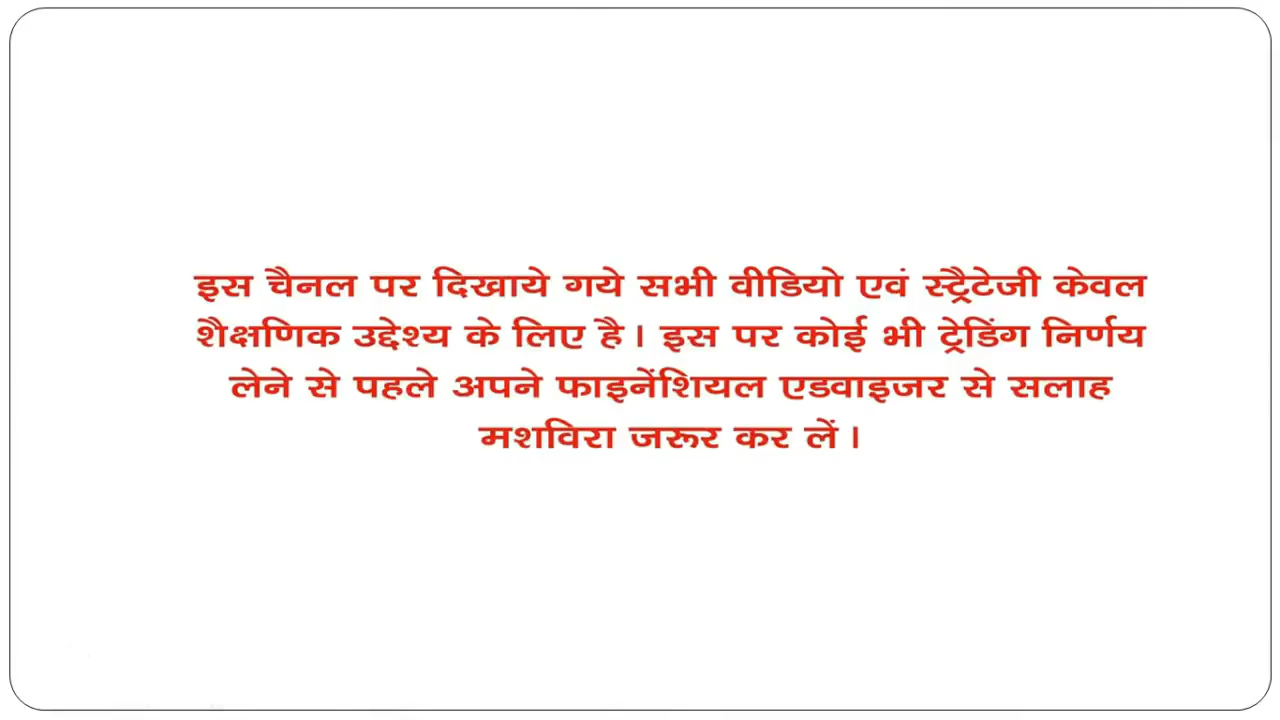 इस चैनल पर दिखाये गये सभी वीडियो एवं स्ट्रैटेजी केवल
शैक्षणिक उद्देश्य के लिए है। इस पर कोई भी ट्रेडिंग निर्णय
लेने से पहले अपने फाइनेंशियल एडवाइजर से सलाह
मशविरा जरूर कर लें।